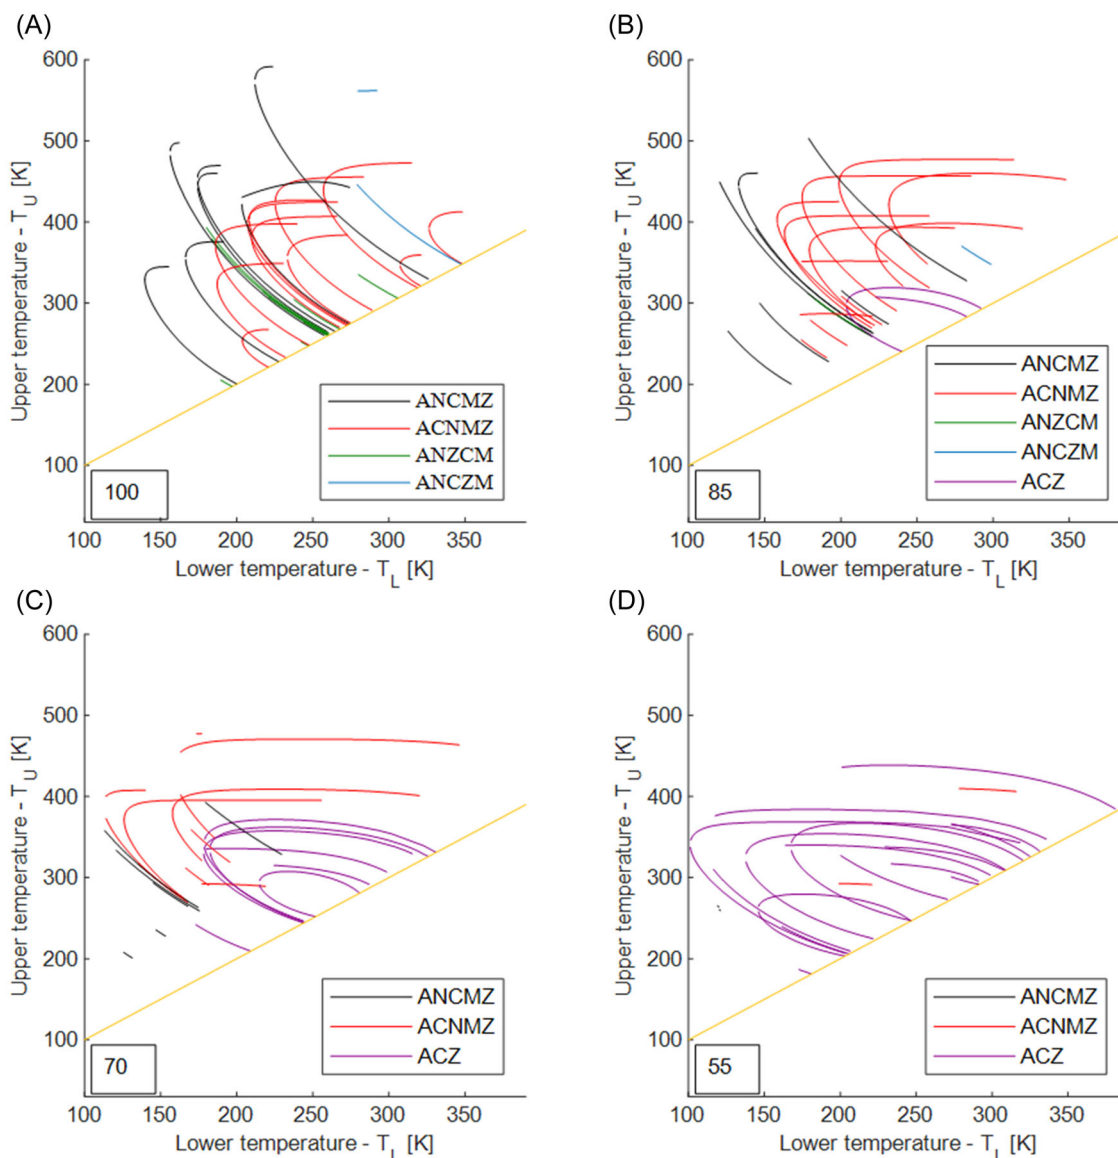 (A)
600
500
400
300
200
100
Upper temperature - T_U [K]
100
150
200
250
300
350
Lower temperature - T_L [K]
100
ANCMZ
ACNMZ
ANZCM
ANCZM
(B)
600
500
400
300
200
100
Upper temperature - T_U [K]
100
150
200
250
300
350
Lower temperature - T_L [K]
85
ANCMZ
ACNMZ
ANZCM
ANCZM
ACZ
(C)
600
500
400
300
200
100
Upper temperature - T_U [K]
100
150
200
250
300
350
Lower temperature - T_L [K]
70
ANCMZ
ACNMZ
ACZ
(D)
600
500
400
300
200
100
Upper temperature - T_U [K]
100
150
200
250
300
350
Lower temperature - T_L [K]
55
ANCMZ
ACNMZ
ACZ